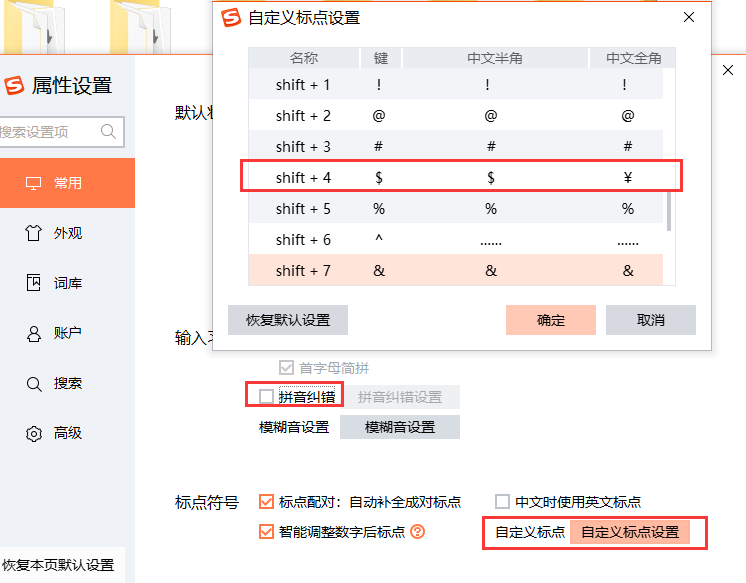 自定义标点设置
名称 键 中文半角 中文全角
shift + 1 ! ! !
shift + 2 @ @ @
shift + 3 # # #
shift + 4 $ $ ¥
shift + 5 % % %
shift + 6 ^ ...... ......
shift + 7 & & &
恢复默认设置 确定 取消
属性设置
搜索设置项
常用
外观
词库
账户
搜索
高级
恢复本页默认设置
默认
输入
首字母简拼
拼音纠错 拼音纠错设置
模糊音设置 模糊音设置
标点符号 标点配对：自动补全成对标点 中文时使用英文标点
智能调整数字后标点 ? 自定义标点 自定义标点设置